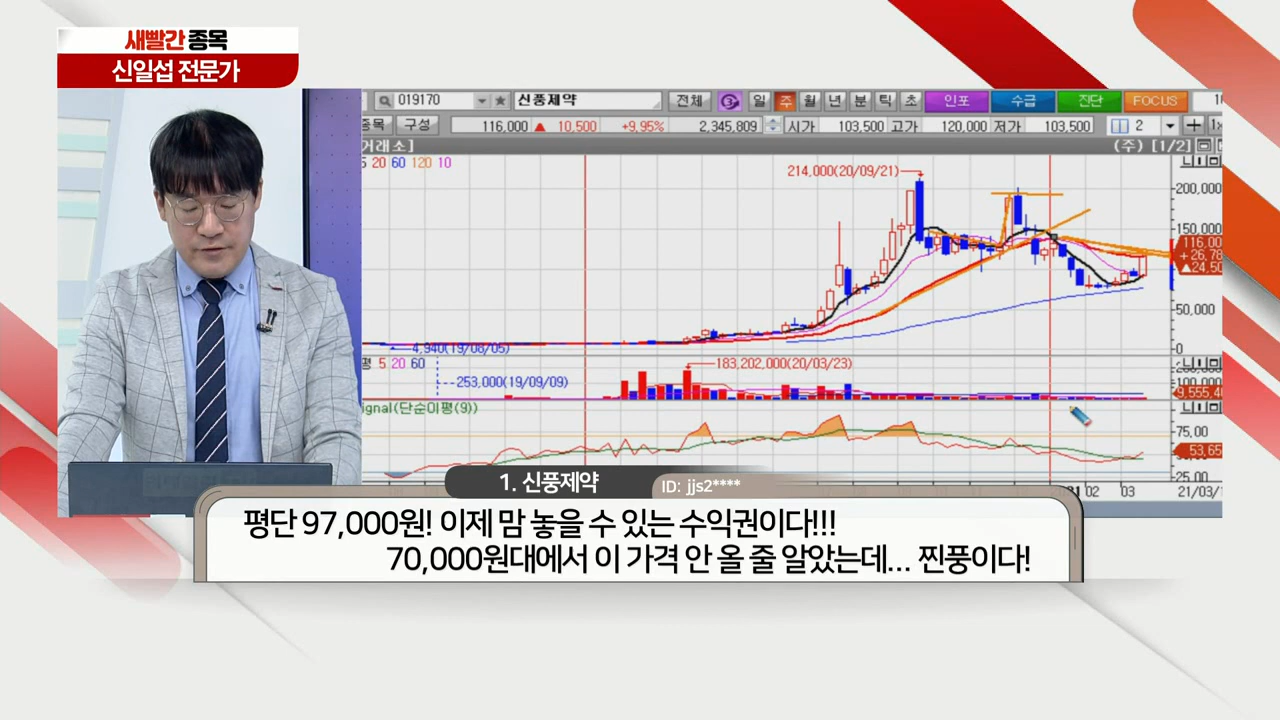 새빨간 종목
신일섭 전문가
019170 신풍제약 전체 일 주 월 년 분 틱 초 인포 수급 진단 FOCUS
종목 구성 116,000 ▲ 10,500 +9,95% 2,345,809 시가 103,500 고가 120,000 저가 103,500 2
거래소] (주) [1/2]
5 20 60 120 10
214,000(20/09/21)
200,000
150,000
116,00
+26,78
▲24,50
50,000
0
4,940(19/08/05)
평 5 20 60
183,202,000(20/03/23)
253,000(19/09/09)
9,555,4
ignal(단순이평(9))
75,00
53,65
25,00
02 03 21/03/1
1. 신풍제약 ID: jjs2****
평단 97,000원! 이제 맘 놓을 수 있는 수익권이다!!!
70,000원대에서 이 가격 안 올 줄 알았는데... 찐풍이다!